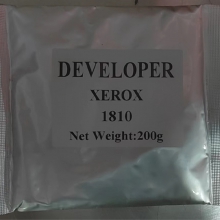 DEVELOPER
XEROX
1810
Net Weight:200g